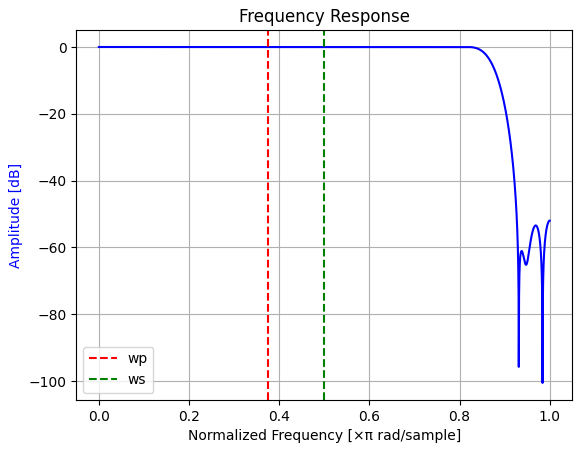 Frequency Response
Amplitude [dB]
0
−20
−40
−60
−80
−100
wp
ws
0.0
0.2
0.4
0.6
0.8
1.0
Normalized Frequency [×π rad/sample]